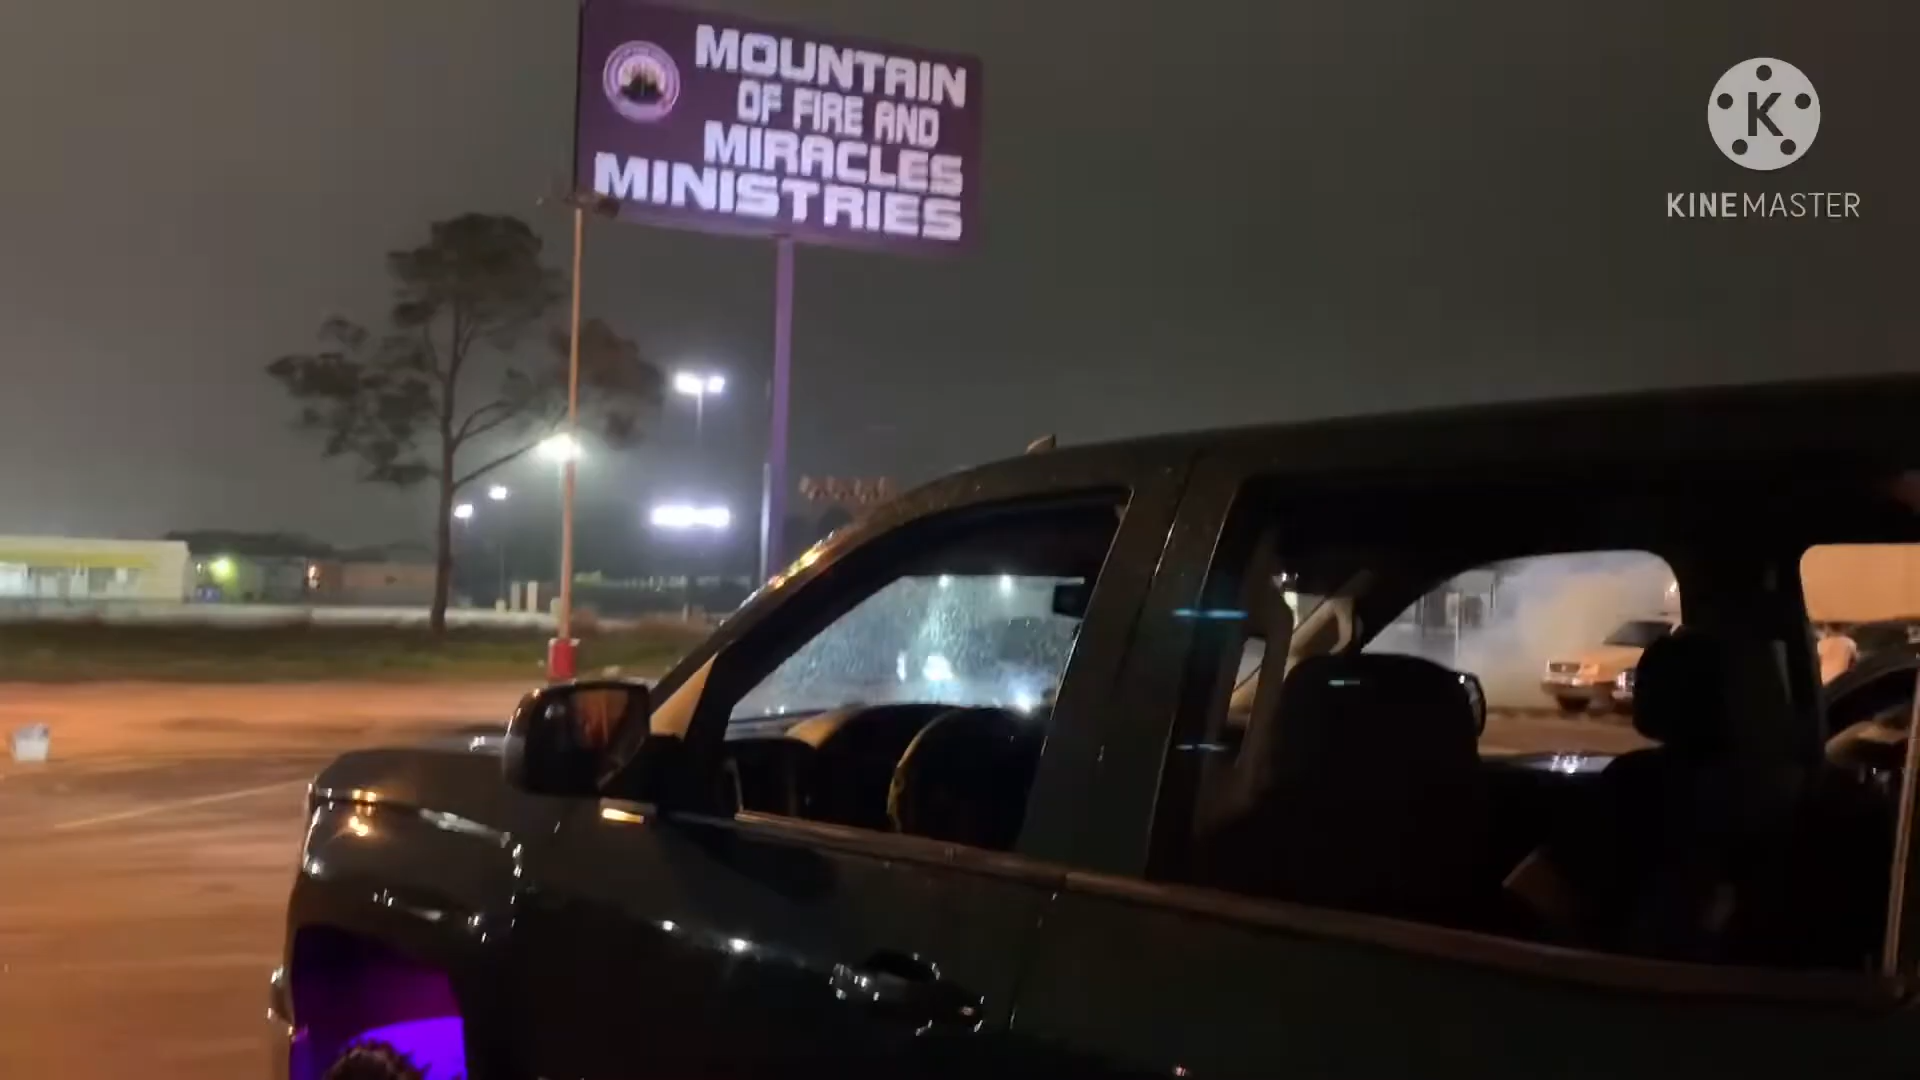 MOUNTAIN
OF FIRE AND
MIRACLES
MINISTRIES
K
KINEMASTER